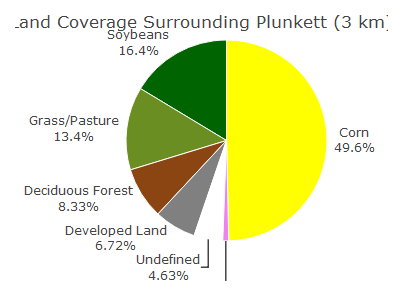 Land Coverage Surrounding Plunkett (3 km)
Soybeans
16.4%
Grass/Pasture
13.4%
Corn
49.6%
Deciduous Forest
8.33%
Developed Land
6.72%
Undefined
4.63%